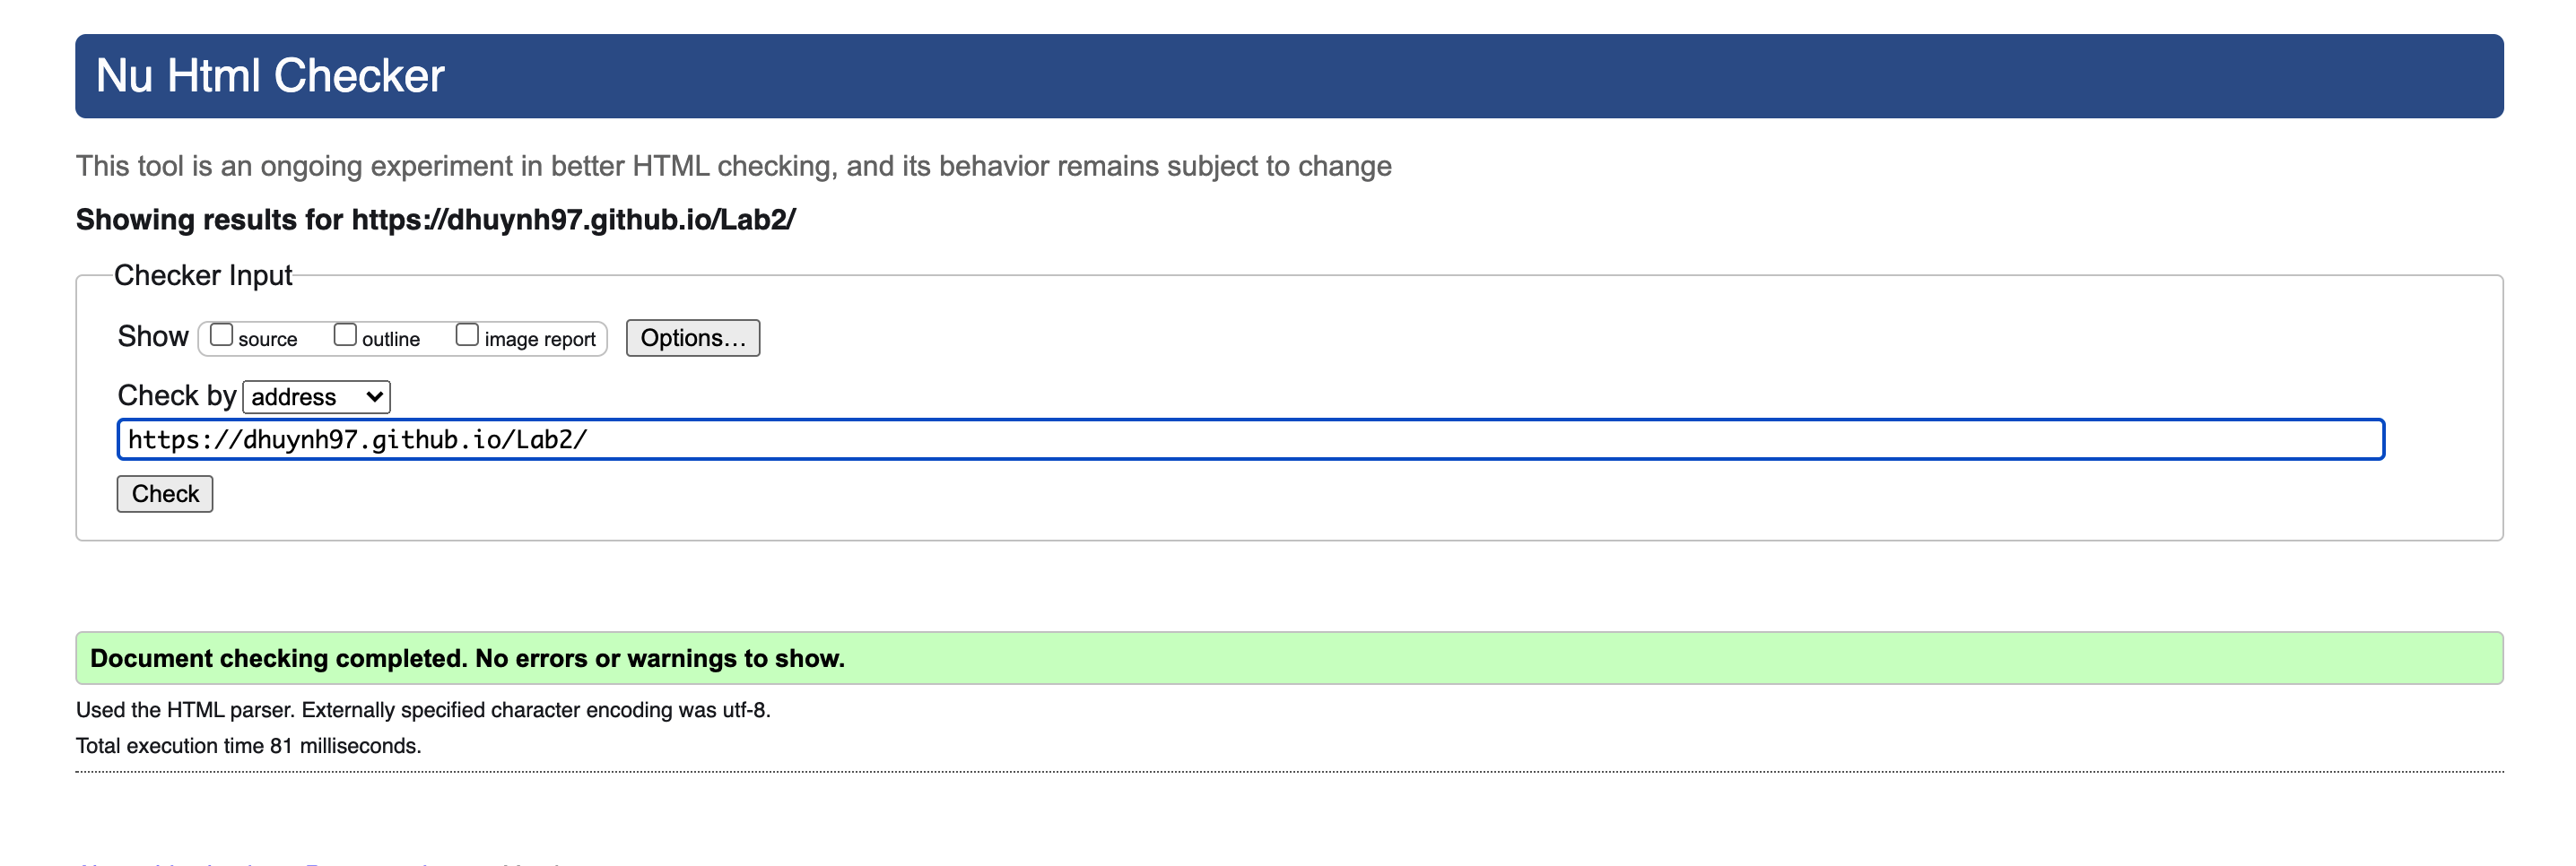 Nu Html Checker
This tool is an ongoing experiment in better HTML checking, and its behavior remains subject to change
Showing results for https://dhuynh97.github.io/Lab2/
Checker Input
Show source outline image report Options...
Check by address
https://dhuynh97.github.io/Lab2/
Check
Document checking completed. No errors or warnings to show.
Used the HTML parser. Externally specified character encoding was utf-8.
Total execution time 81 milliseconds.